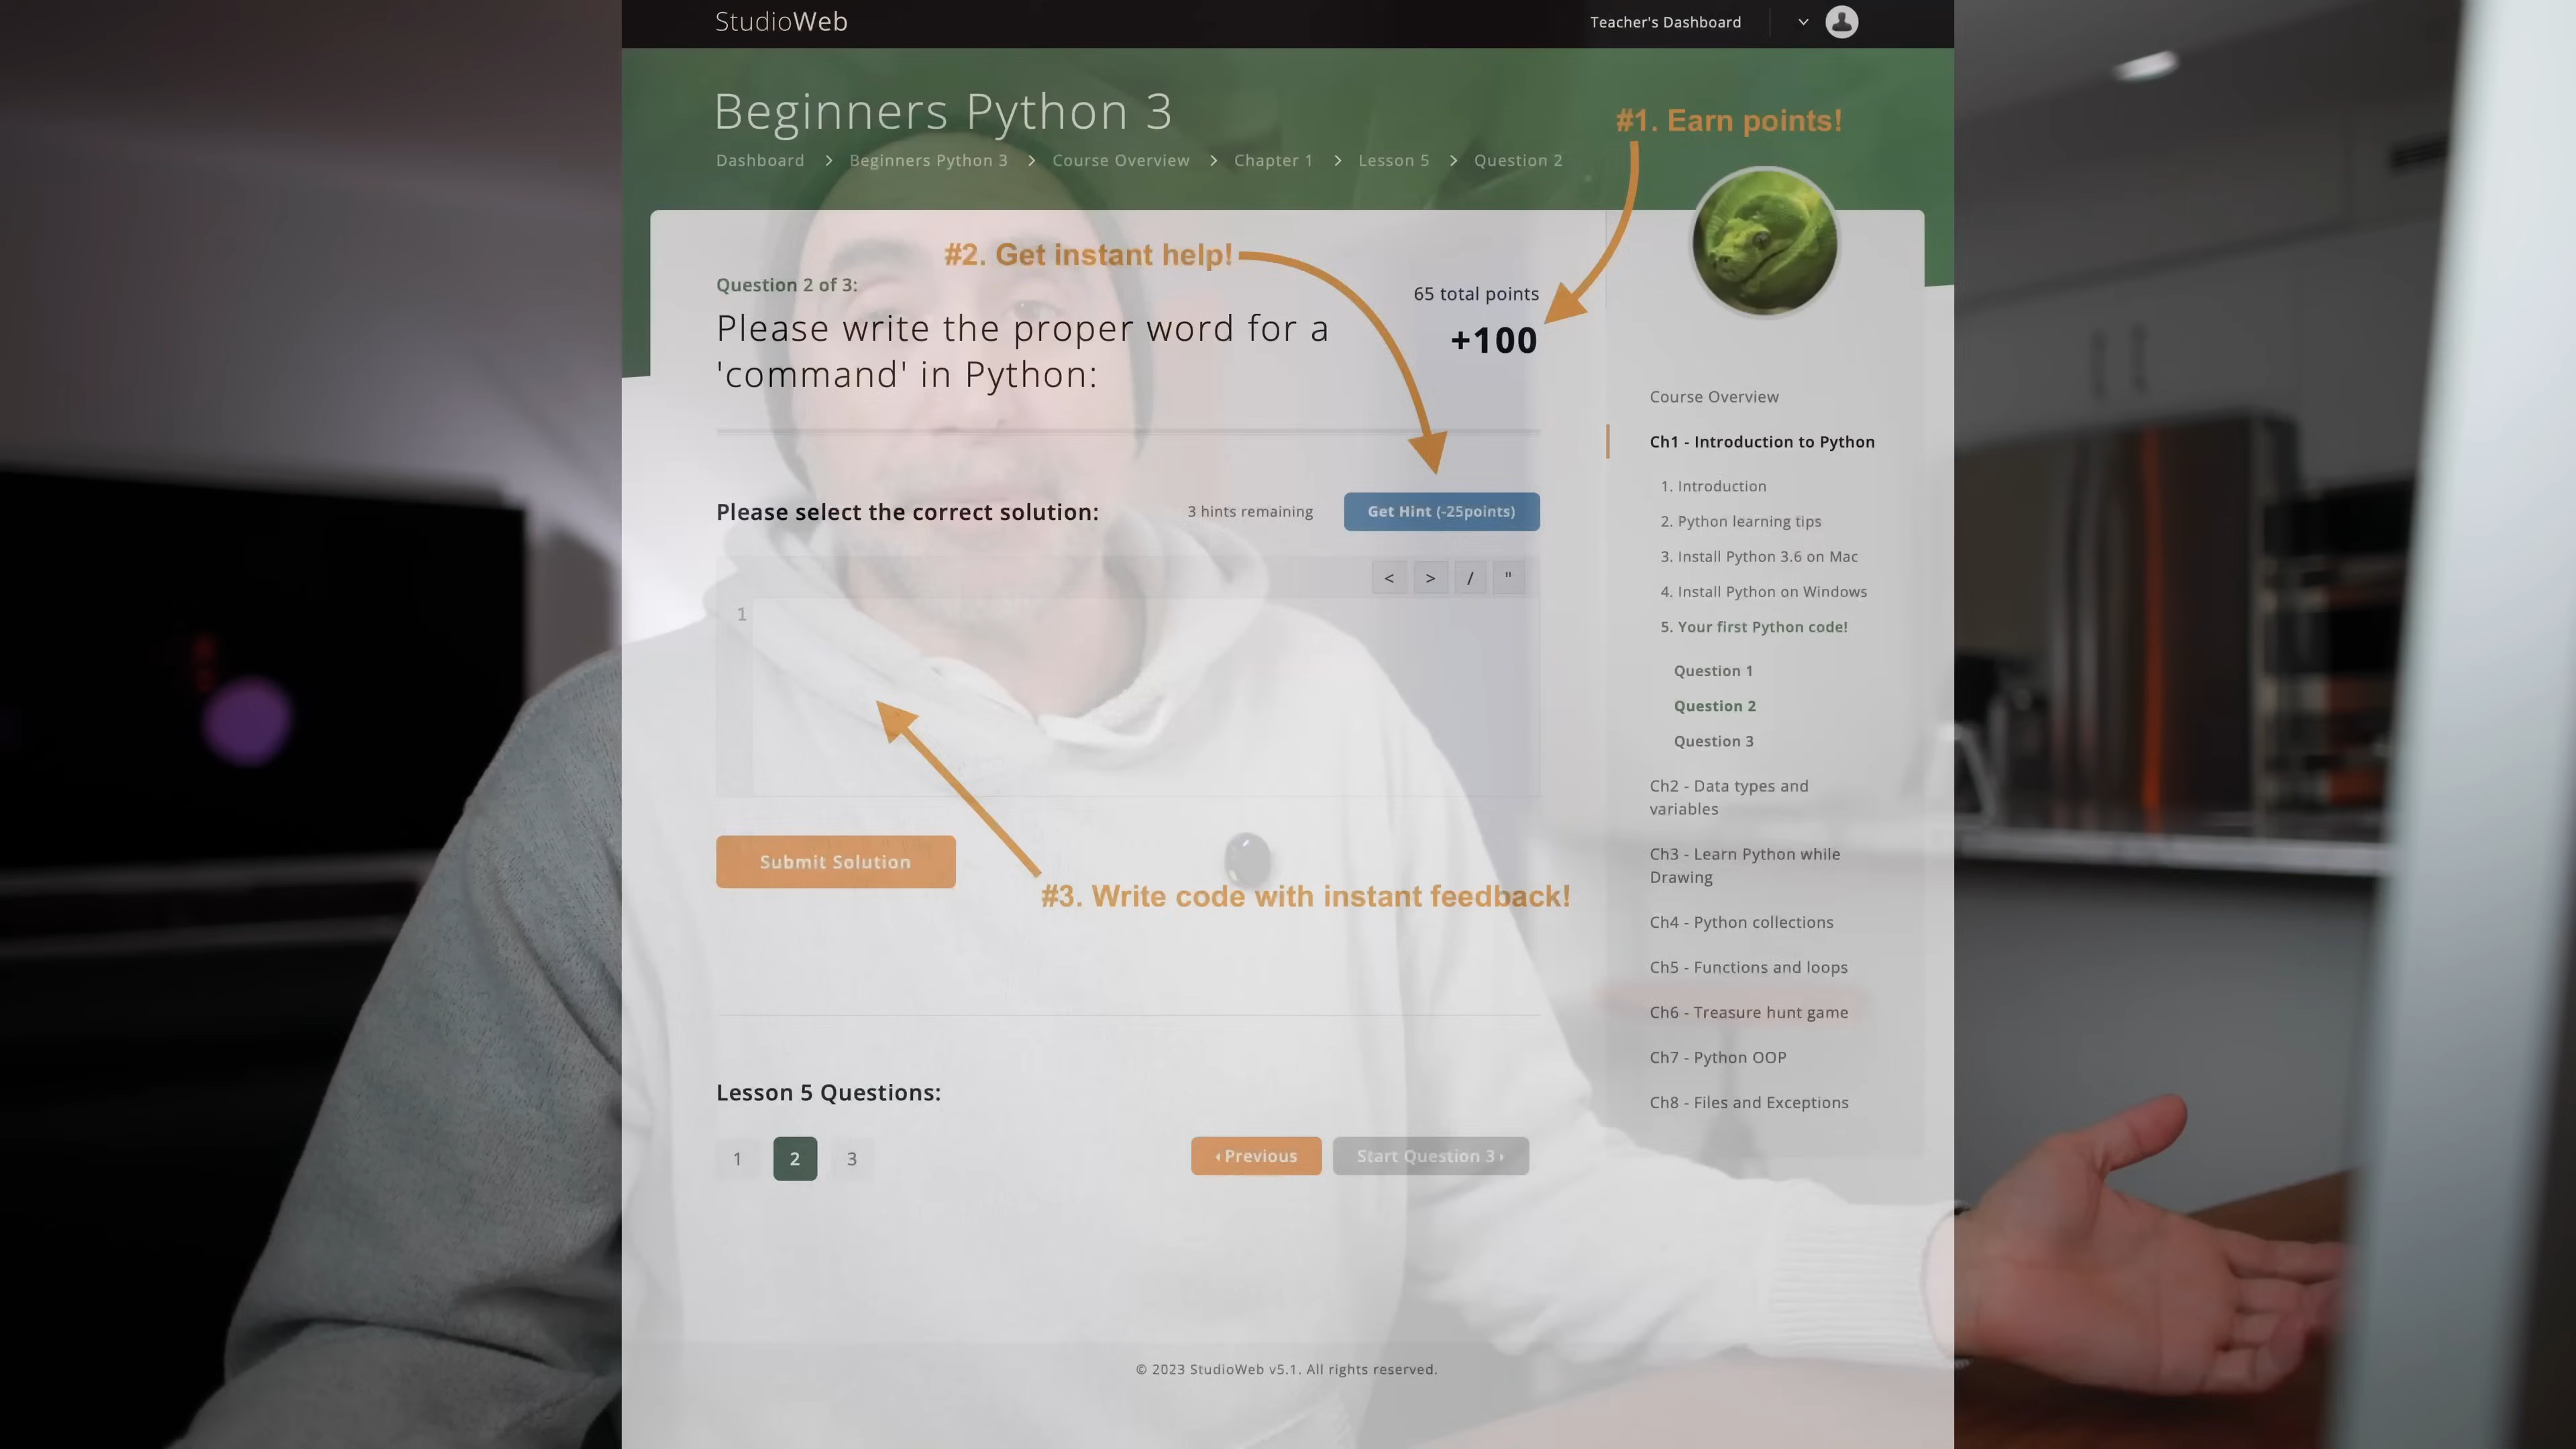 StudioWeb
Teacher's Dashboard
Beginners Python 3
#1. Earn points!
Dashboard > Beginners Python 3 > Course Overview > Chapter 1 > Lesson 5 > Question 2
#2. Get instant help!
Question 2 of 3:
65 total points
Please write the proper word for a
'command' in Python:
+100
Please select the correct solution:
3 hints remaining
Get Hint (-25points)
< > / "
1
Submit Solution
#3. Write code with instant feedback!
Lesson 5 Questions:
1 2 3
Previous
Start Question 3
Course Overview
Ch1 - Introduction to Python
1. Introduction
2. Python learning tips
3. Install Python 3.6 on Mac
4. Install Python on Windows
5. Your first Python code!
Question 1
Question 2
Question 3
Ch2 - Data types and
variables
Ch3 - Learn Python while
Drawing
Ch4 - Python collections
Ch5 - Functions and loops
Ch6 - Treasure hunt game
Ch7 - Python OOP
Ch8 - Files and Exceptions
© 2023 StudioWeb v5.1. All rights reserved.